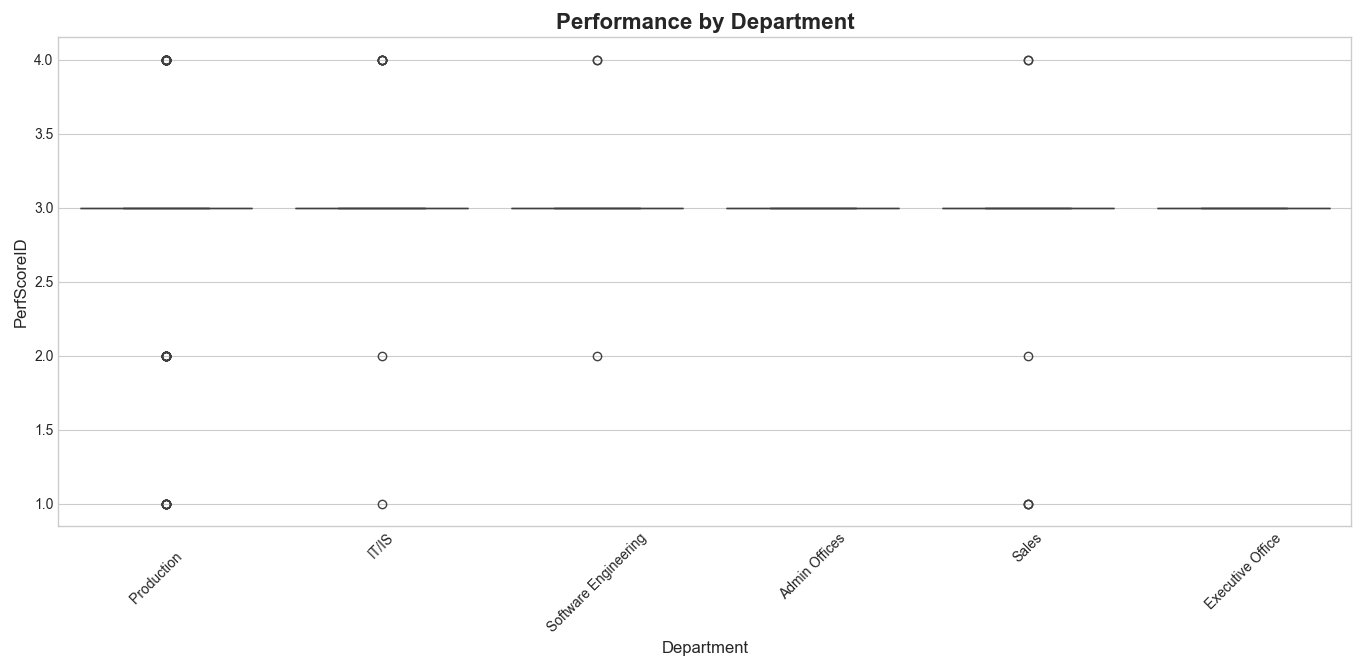 Performance by Department
PerfScoreID
4.0
3.5
3.0
2.5
2.0
1.5
1.0
Production
IT/IS
Software Engineering
Admin Offices
Sales
Executive Office
Department